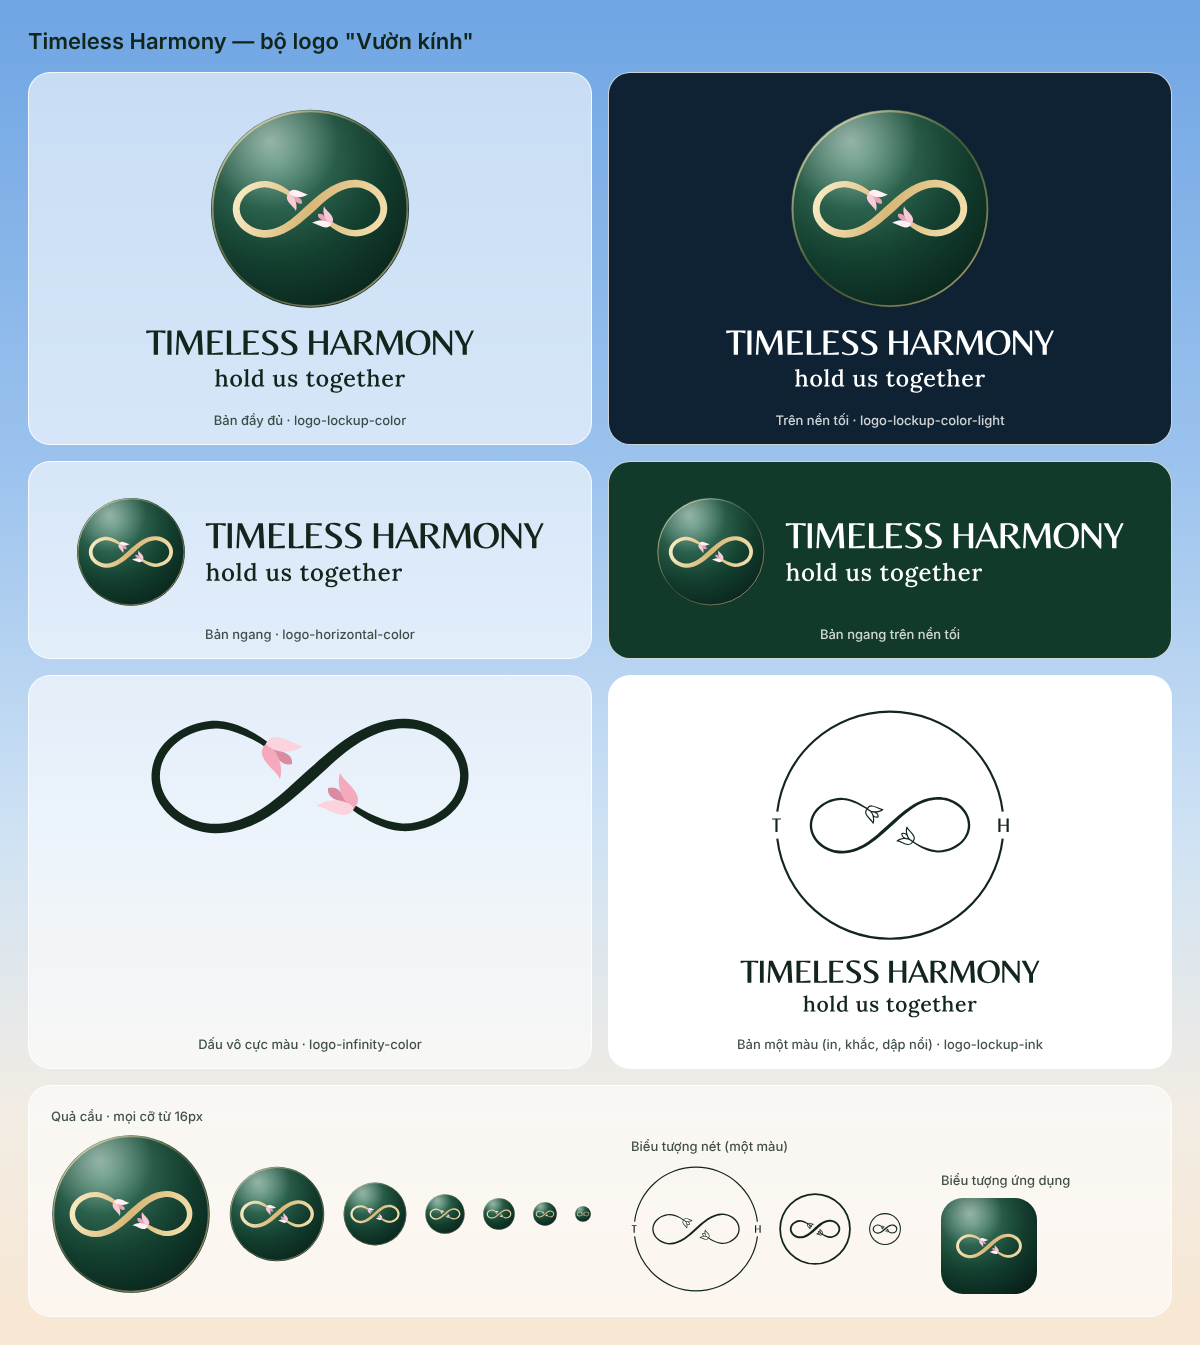 Timeless Harmony — bộ logo "Vườn kính"
TIMELESS HARMONY
hold us together
Bản đầy đủ · logo-lockup-color
TIMELESS HARMONY
hold us together
Trên nền tối · logo-lockup-color-light
TIMELESS HARMONY
hold us together
Bản ngang · logo-horizontal-color
TIMELESS HARMONY
hold us together
Bản ngang trên nền tối
Dấu vô cực màu · logo-infinity-color
T H
TIMELESS HARMONY
hold us together
Bản một màu (in, khắc, dập nổi) · logo-lockup-ink
Quả cầu · mọi cỡ từ 16px
Biểu tượng nét (một màu)
T H
Biểu tượng ứng dụng